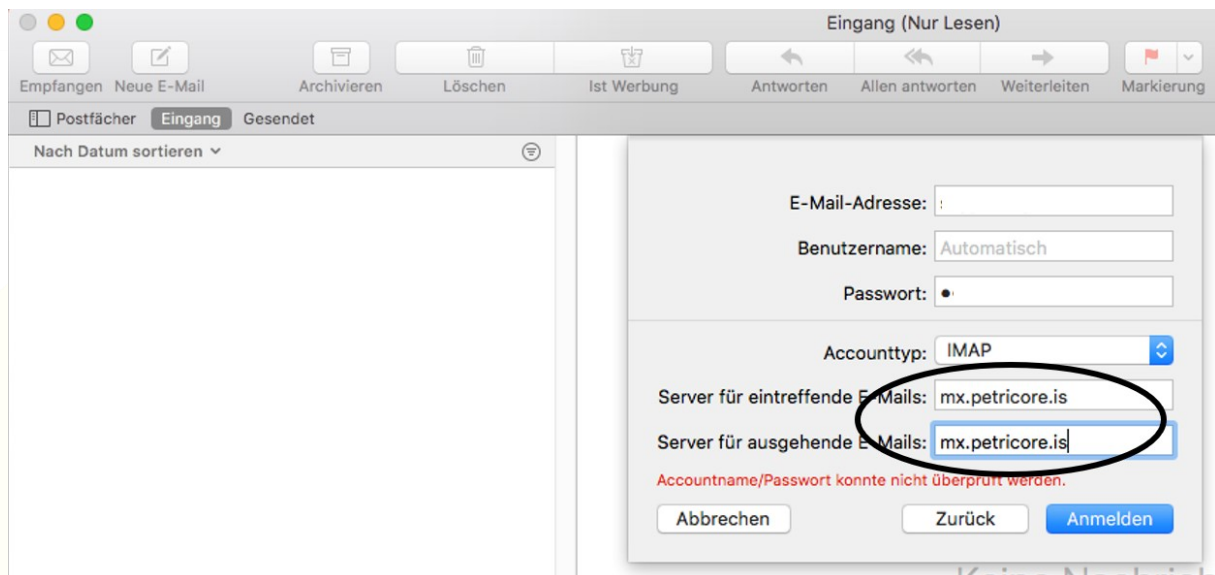 Eingang (Nur Lesen)
Empfangen Neue E-Mail Archivieren Löschen Ist Werbung Antworten Allen antworten Weiterleiten Markierung
Postfächer Eingang Gesendet
Nach Datum sortieren
E-Mail-Adresse:
Benutzername: Automatisch
Passwort:
Accounttyp: IMAP
Server für eintreffende E-Mails: mx.petricore.is
Server für ausgehende E-Mails: mx.petricore.is
Accountname/Passwort konnte nicht überprüft werden.
Abbrechen Zurück Anmelden
Keine